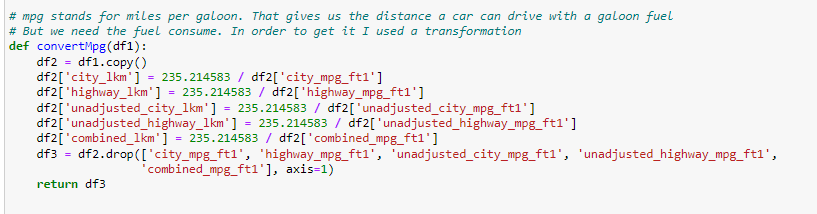 # mpg stands for miles per galoon. That gives us the distance a car can drive with a galoon fuel
# But we need the fuel consume. In order to get it I used a transformation
def convertMpg(df1):
    df2 = df1.copy()
    df2['city_lkm'] = 235.214583 / df2['city_mpg_ft1']
    df2['highway_lkm'] = 235.214583 / df2['highway_mpg_ft1']
    df2['unadjusted_city_lkm'] = 235.214583 / df2['unadjusted_city_mpg_ft1']
    df2['unadjusted_highway_lkm'] = 235.214583 / df2['unadjusted_highway_mpg_ft1']
    df2['combined_lkm'] = 235.214583 / df2['combined_mpg_ft1']
    df3 = df2.drop(['city_mpg_ft1', 'highway_mpg_ft1', 'unadjusted_city_mpg_ft1', 'unadjusted_highway_mpg_ft1',
                    'combined_mpg_ft1'], axis=1)
    return df3